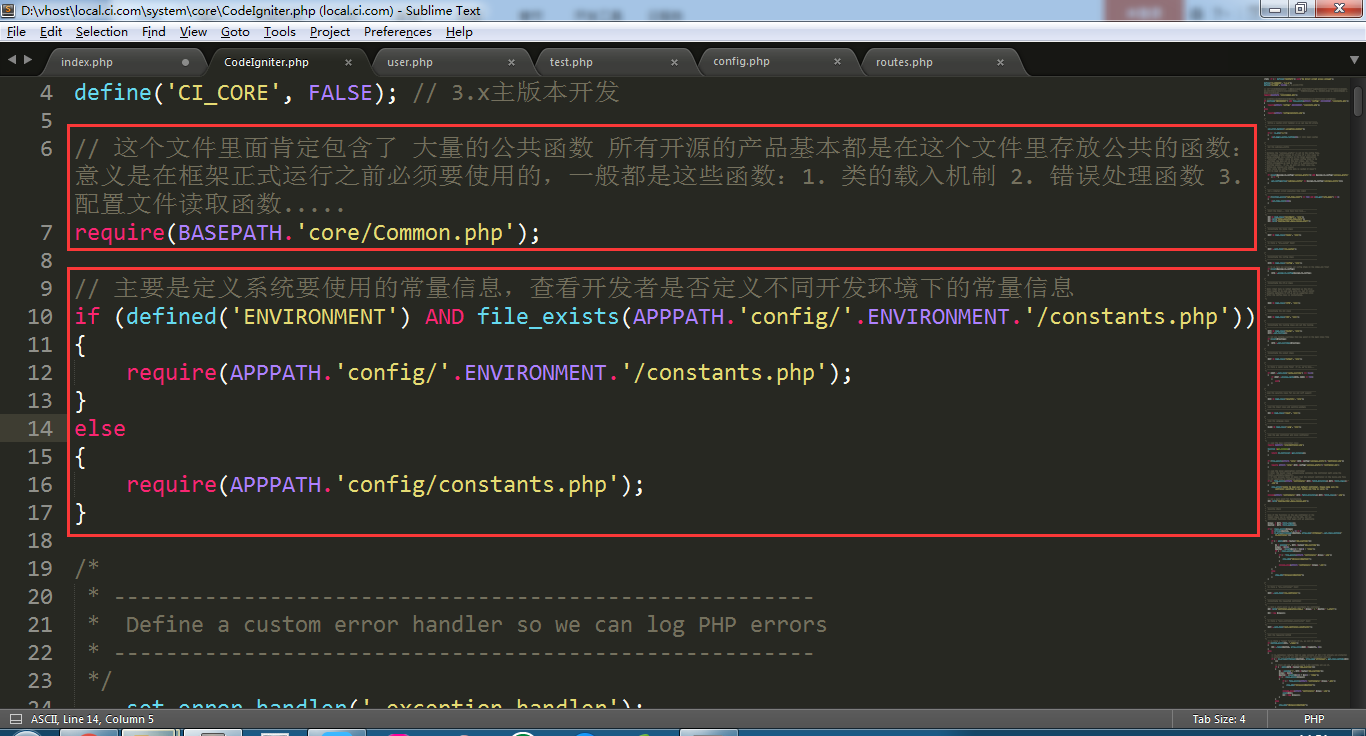 D:\vhost\local.ci.com\system\core\CodeIgniter.php (local.ci.com) - Sublime Text
File Edit Selection Find View Goto Tools Project Preferences Help
index.php CodeIgniter.php user.php test.php config.php routes.php
4 define('CI_CORE', FALSE); // 3.x主版本开发
5
6 // 这个文件里面肯定包含了 大量的公共函数 所有开源的产品基本都是在这个文件里存放公共的函数：
意义是在框架正式运行之前必须要使用的，一般都是这些函数：1. 类的载入机制 2. 错误处理函数 3.
配置文件读取函数.....
7 require(BASEPATH.'core/Common.php');
8
9 // 主要是定义系统要使用的常量信息，查看开发者是否定义不同开发环境下的常量信息
10 if (defined('ENVIRONMENT') AND file_exists(APPPATH.'config/'.ENVIRONMENT.'/constants.php'))
11 {
12 require(APPPATH.'config/'.ENVIRONMENT.'/constants.php');
13 }
14 else
15 {
16 require(APPPATH.'config/constants.php');
17 }
18
19 /*
20 * ------------------------------------------------------
21 * Define a custom error handler so we can log PHP errors
22 * ------------------------------------------------------
23 */
24 set_error_handler('_exception_handler');
ASCII, Line 14, Column 5 Tab Size: 4 PHP